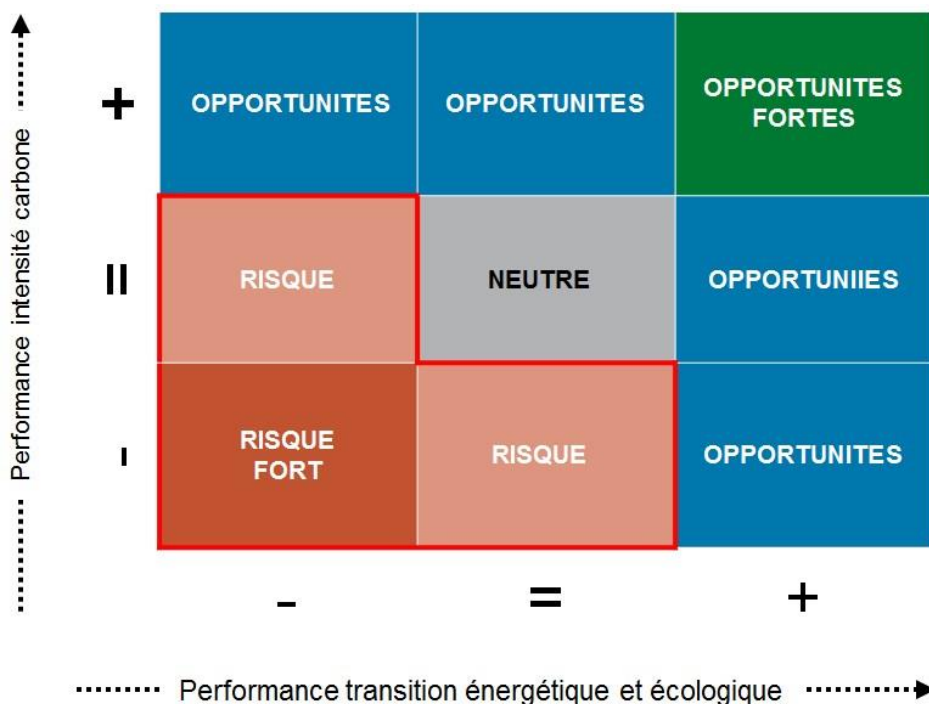 Performance intensité carbone
+
OPPORTUNITES
OPPORTUNITES
OPPORTUNITES
FORTES
=
RISQUE
NEUTRE
OPPORTUNIIES
-
RISQUE
FORT
RISQUE
OPPORTUNITES
-
=
+
Performance transition énergétique et écologique